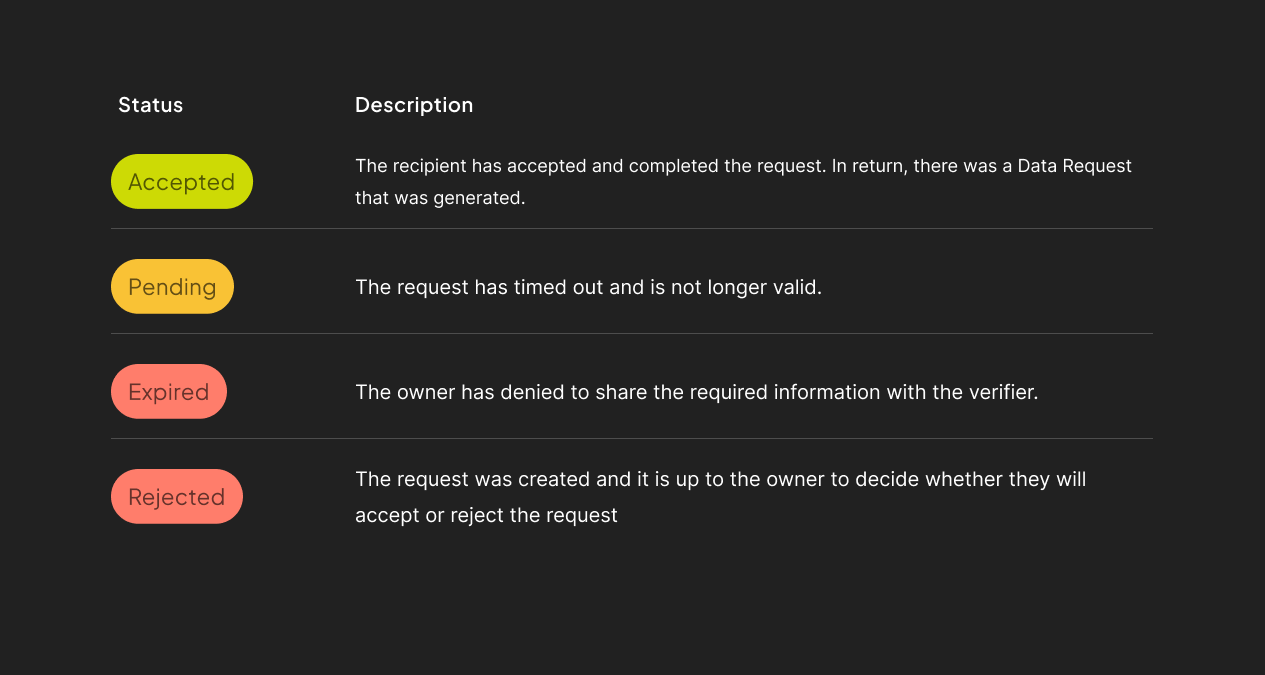 Status Description
Accepted The recipient has accepted and completed the request. In return, there was a Data Request
that was generated.
Pending The request has timed out and is not longer valid.
Expired The owner has denied to share the required information with the verifier.
Rejected The request was created and it is up to the owner to decide whether they will
accept or reject the request